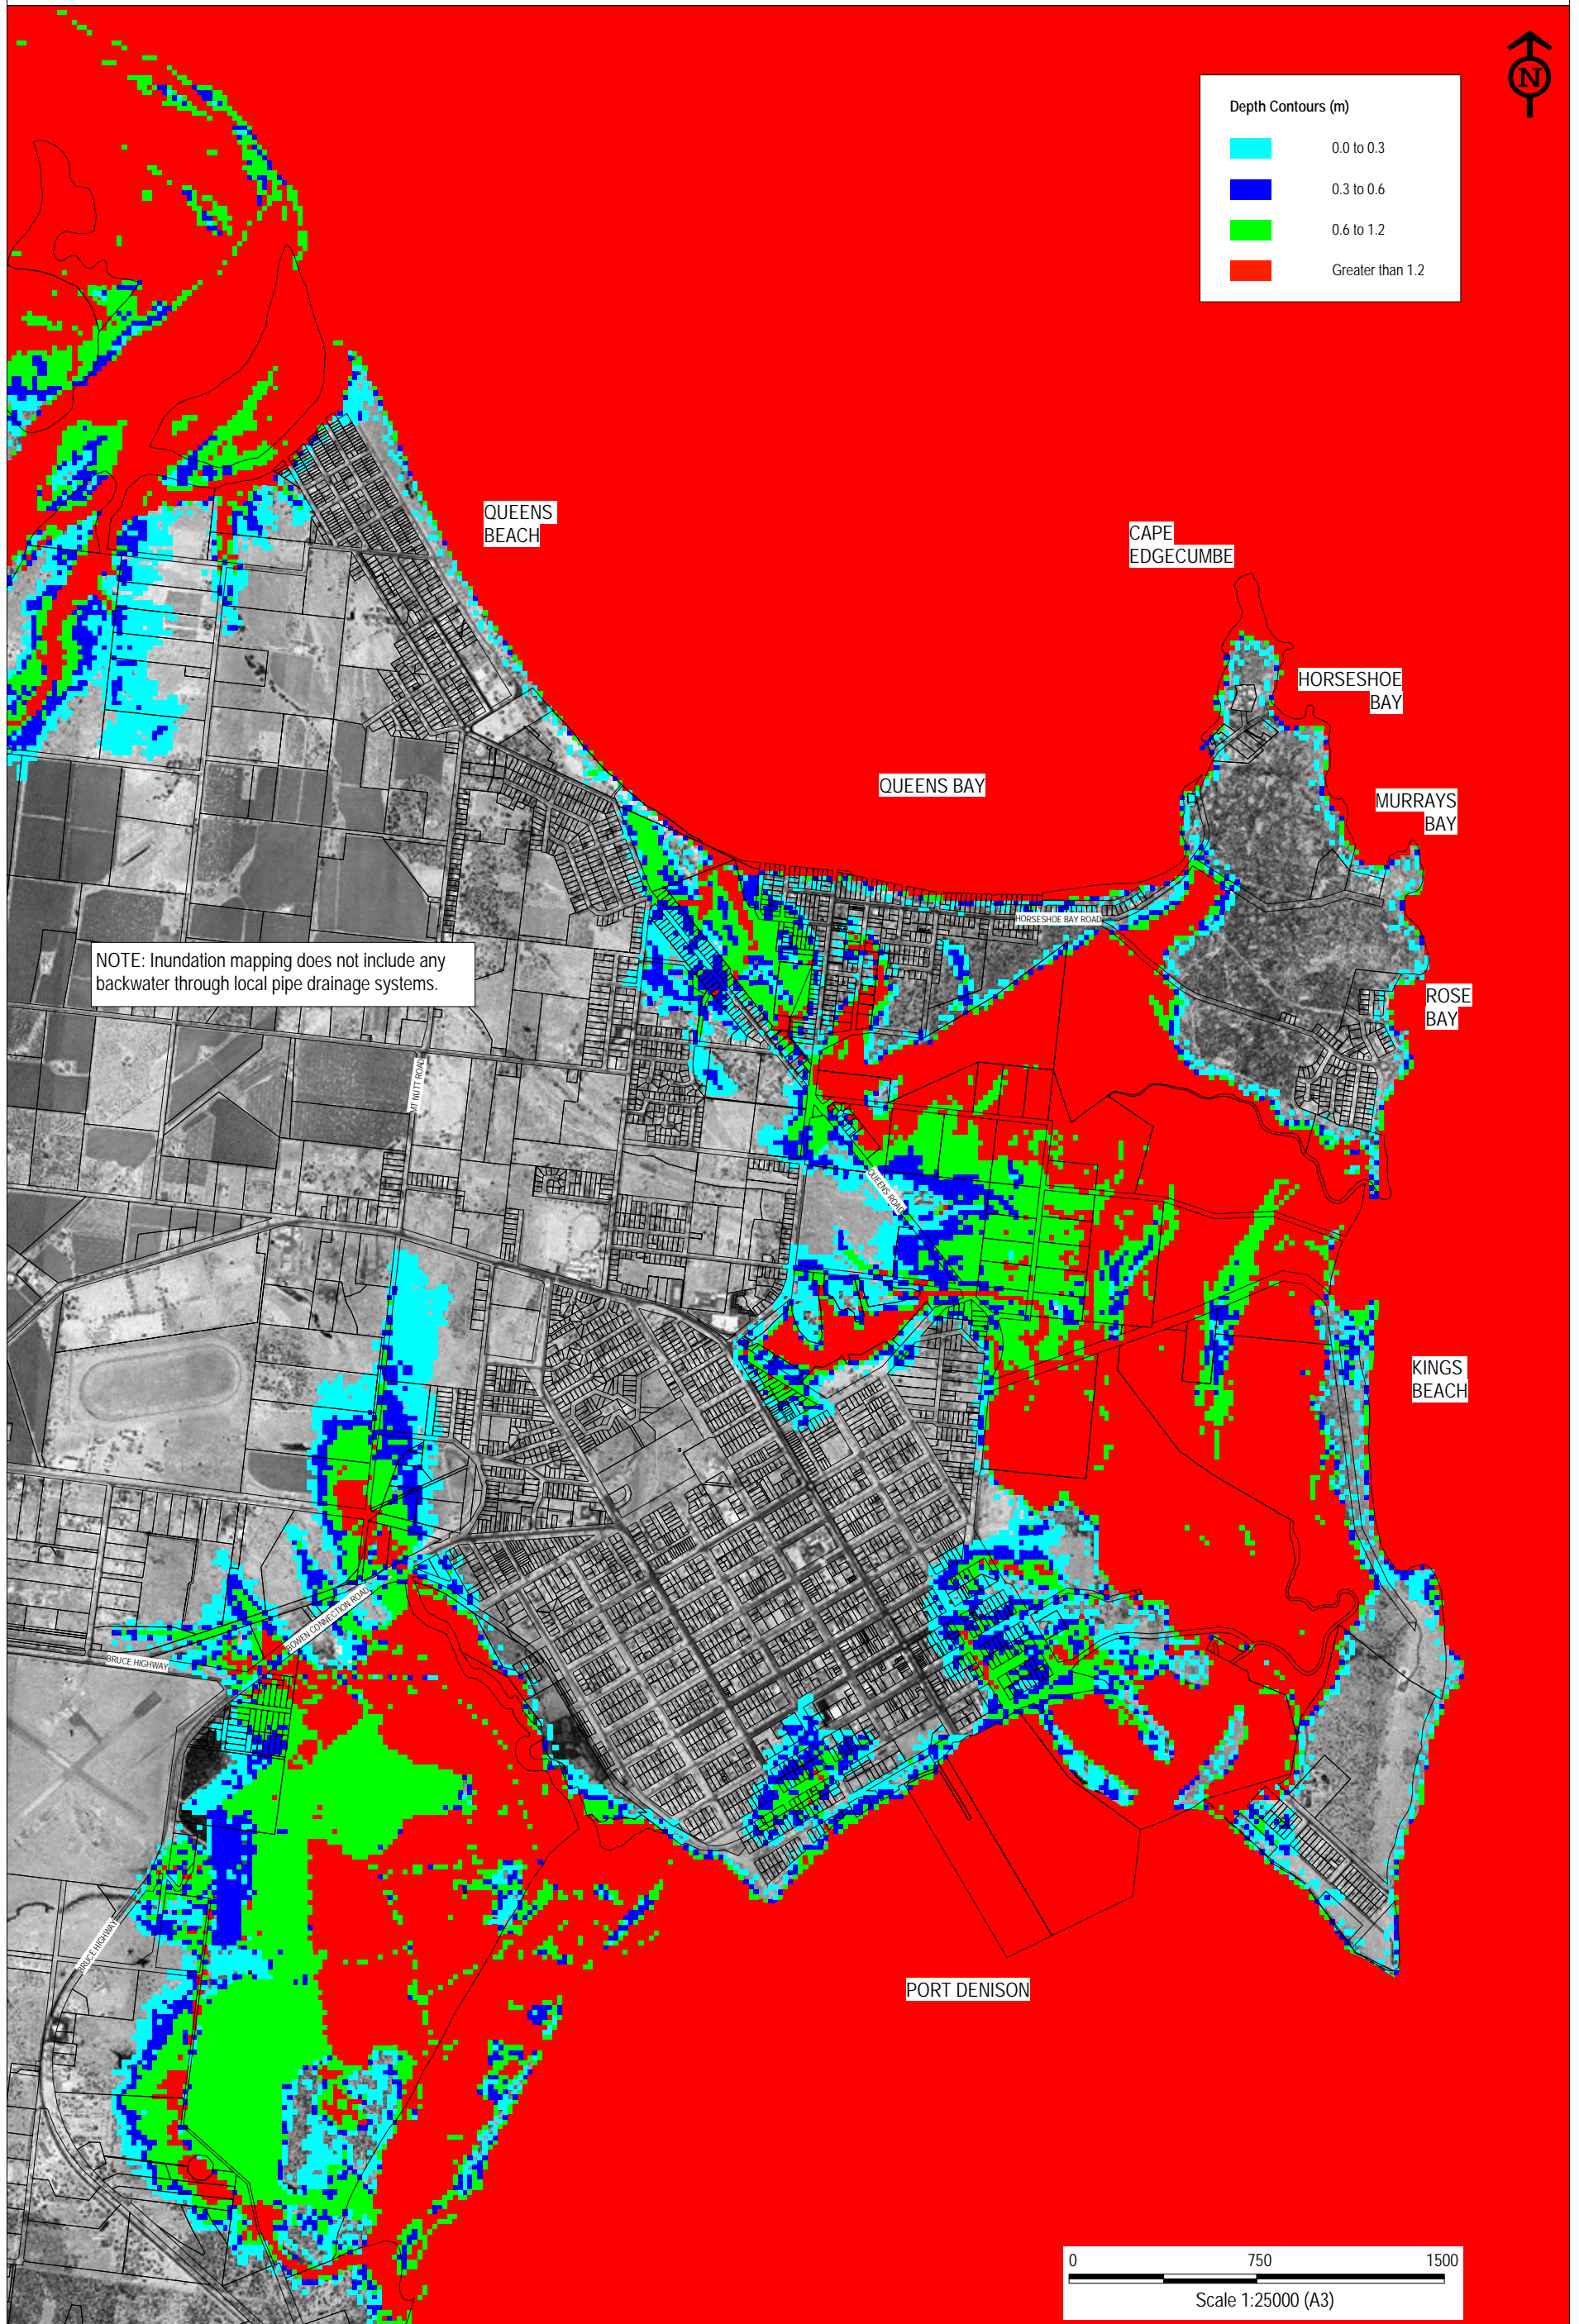 N
Depth Contours (m)
0.0 to 0.3
0.3 to 0.6
0.6 to 1.2
Greater than 1.2
QUEENS
BEACH
CAPE
EDGECUMBE
HORSESHOE
BAY
QUEENS BAY
MURRAYS
BAY
HORSESHOE BAY ROAD
NOTE: Inundation mapping does not include any
backwater through local pipe drainage systems.
ROSE
BAY
MT NUTT ROAD
QUEENS ROAD
KINGS
BEACH
BOWEN CONNECTION ROAD
BRUCE HIGHWAY
BRUCE HIGHWAY
PORT DENISON
0 750 1500
Scale 1:25000 (A3)